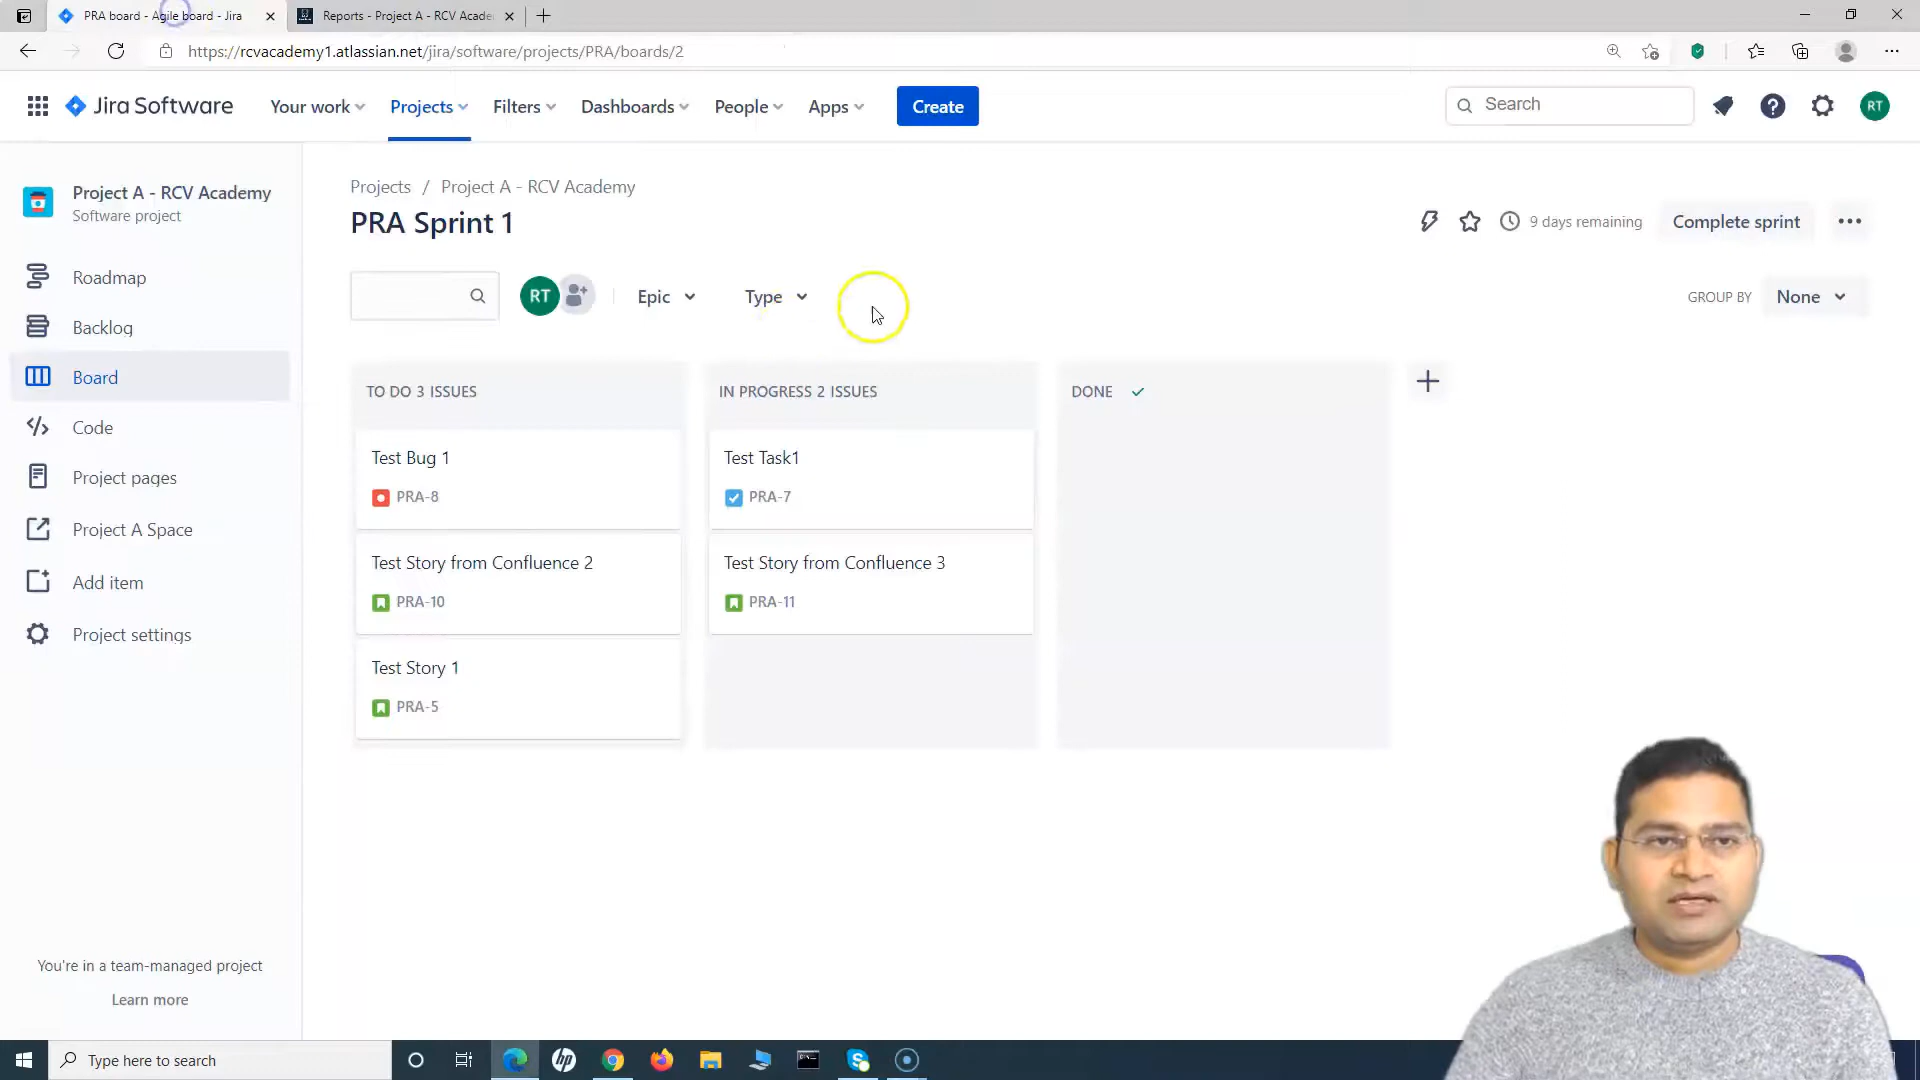 PRA board - Agile board - Jira
Reports - Project A - RCV Acade
https://rcvacademy1.atlassian.net/jira/software/projects/PRA/boards/2
Jira Software
Your work
Projects
Filters
Dashboards
People
Apps
Create
Search
RT
Project A - RCV Academy
Software project
Roadmap
Backlog
Board
Code
Project pages
Project A Space
Add item
Project settings
You're in a team-managed project
Learn more
Projects / Project A - RCV Academy
PRA Sprint 1
9 days remaining
Complete sprint
RT
Epic
Type
GROUP BY
None
TO DO 3 ISSUES
Test Bug 1
PRA-8
Test Story from Confluence 2
PRA-10
Test Story 1
PRA-5
IN PROGRESS 2 ISSUES
Test Task1
PRA-7
Test Story from Confluence 3
PRA-11
DONE
Type here to search